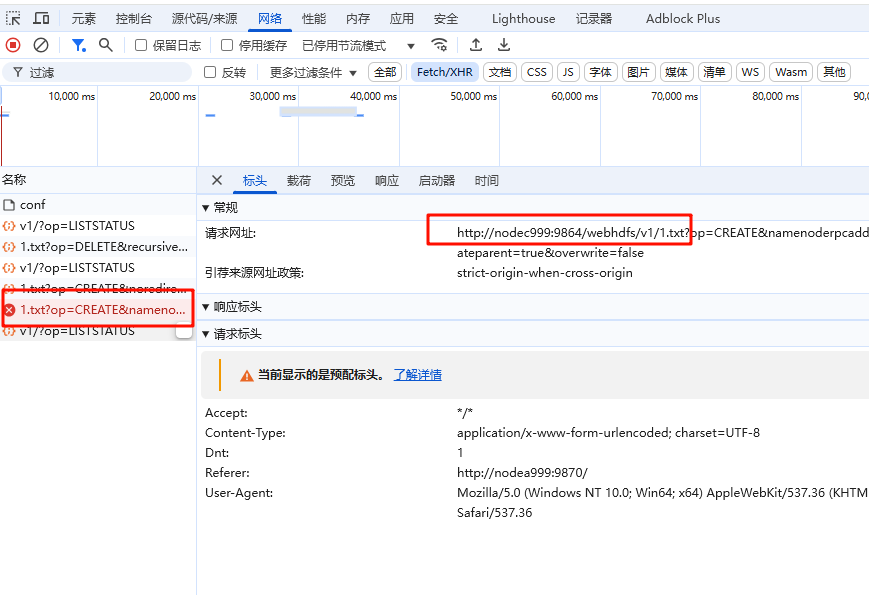 元素 控制台 源代码/来源 网络 性能 内存 应用 安全 Lighthouse 记录器 Adblock Plus
保留日志 停用缓存 已停用节流模式
过滤 反转 更多过滤条件 全部 Fetch/XHR 文档 CSS JS 字体 图片 媒体 清单 WS Wasm 其他
10,000 ms 20,000 ms 30,000 ms 40,000 ms 50,000 ms 60,000 ms 70,000 ms 80,000 ms 90,0
名称
conf
v1/?op=LISTSTATUS
1.txt?op=DELETE&recursive...
v1/?op=LISTSTATUS
1.txt?op=CREATE&noredire...
1.txt?op=CREATE&nameno...
v1/?op=LISTSTATUS
标头 载荷 预览 响应 启动器 时间
常规
请求网址: http://nodec999:9864/webhdfs/v1/1.txt?op=CREATE&namenoderpcadd
ateparent=true&overwrite=false
引荐来源网址政策: strict-origin-when-cross-origin
响应标头
请求标头
当前显示的是预配标头。 了解详情
Accept: */*
Content-Type: application/x-www-form-urlencoded; charset=UTF-8
Dnt: 1
Referer: http://nodea999:9870/
User-Agent: Mozilla/5.0 (Windows NT 10.0; Win64; x64) AppleWebKit/537.36 (KHTM
Safari/537.36